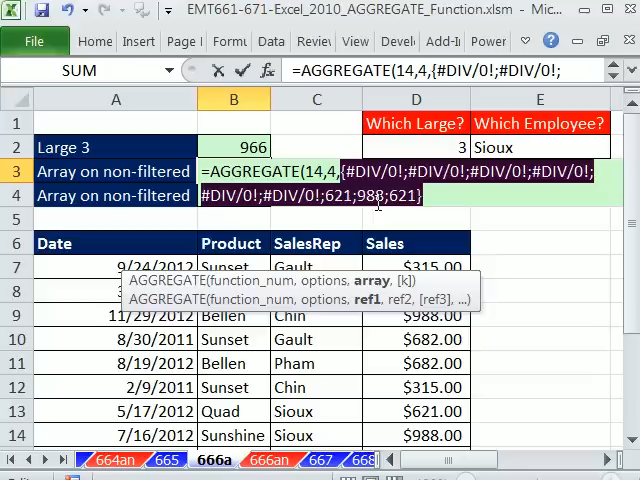 EMT661-671-Excel_2010_AGGREGATE_Function.xlsm - Mic...
File Home Insert Page Form Data Revi View Deve Add-I Powe
SUM =AGGREGATE(14,4,{#DIV/0!;#DIV/0!;
A B C D E
1 Which Large? Which Employee?
2 Large 3 966 3 Sioux
3 Array on non-filtered =AGGREGATE(14,4,{#DIV/0!;#DIV/0!;#DIV/0!;#DIV/0!;
4 Array on non-filtered #DIV/0!;#DIV/0!;621;988;621}
5
6 Date Product SalesRep Sales
7 9/24/2012 Sunset Gault $315.00
AGGREGATE(function_num, options, array, [k])
8
AGGREGATE(function_num, options, ref1, ref2, [ref3], ...)
9 11/29/2012 Bellen Chin $988.00
10 8/30/2011 Sunset Gault $682.00
11 8/19/2012 Bellen Pham $682.00
12 2/9/2011 Sunset Chin $315.00
13 5/17/2012 Quad Sioux $621.00
14 7/16/2012 Sunshine Sioux $988.00
664an 665 666a 666an 667 668